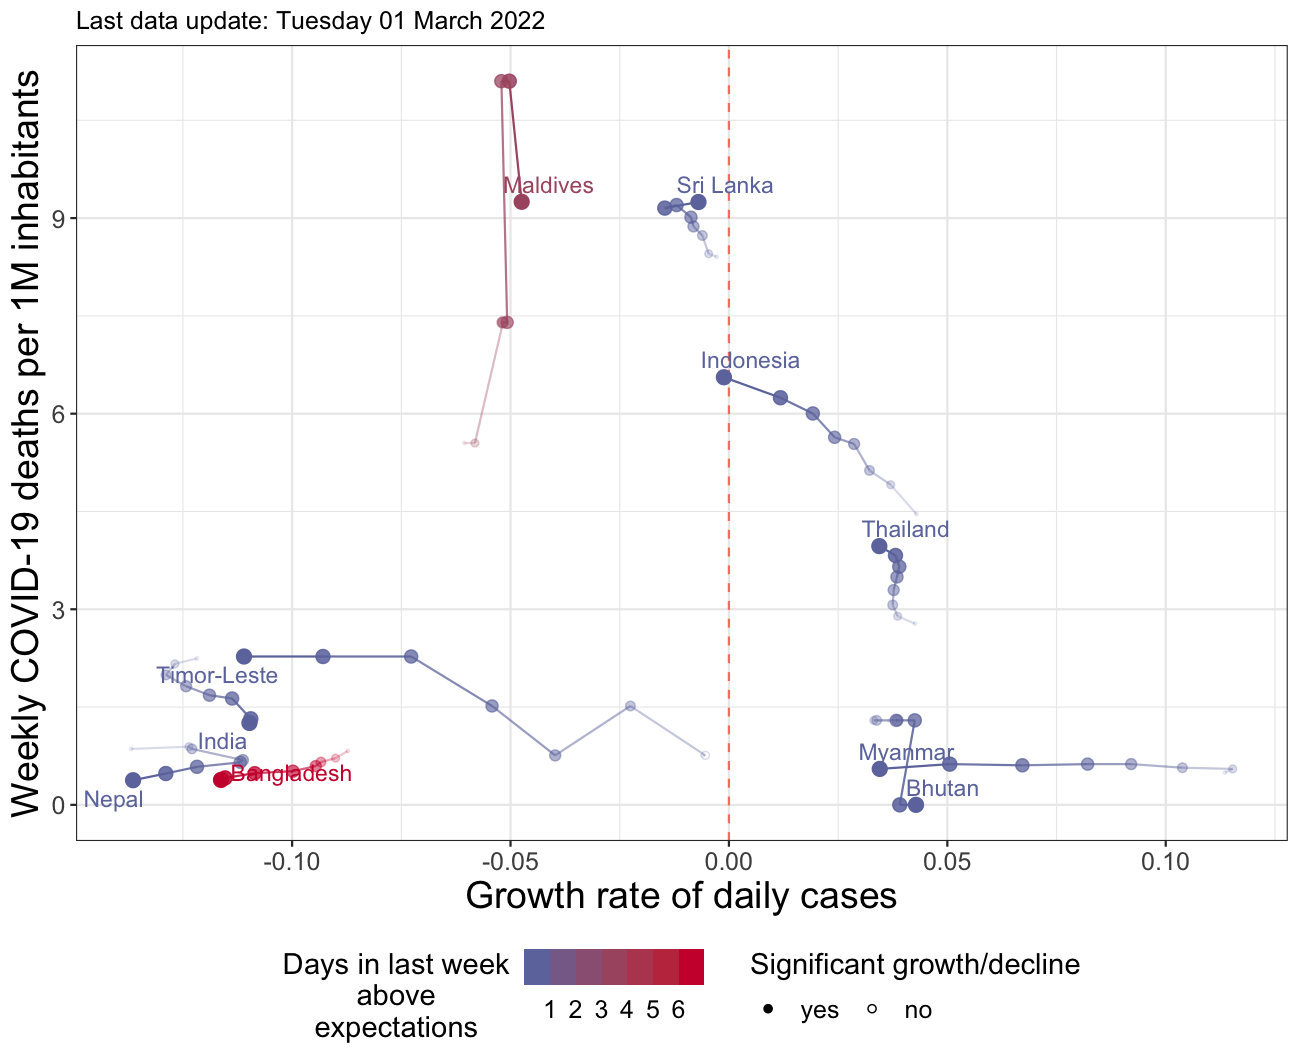 Last data update: Tuesday 01 March 2022
Weekly COVID-19 deaths per 1M inhabitants
9
6
3
0
Maldives
Sri Lanka
Indonesia
Thailand
Timor-Leste
India
Myanmar
Bangladesh
Bhutan
Nepal
-0.10
-0.05
0.00
0.05
0.10
Growth rate of daily cases
Days in last week
above
expectations
1 2 3 4 5 6
Significant growth/decline
yes
no